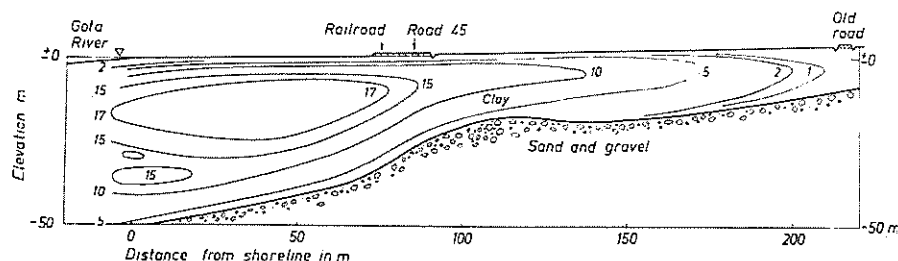 Gota River
Railroad Road 45
Old road
±0
±0
2
15
17
17
15
15
10
5
15
17
15
10
5
2
1
Clay
Sand and gravel
Elevation m
-50
-50 m
0 50 100 150 200
Distance from shoreline in m